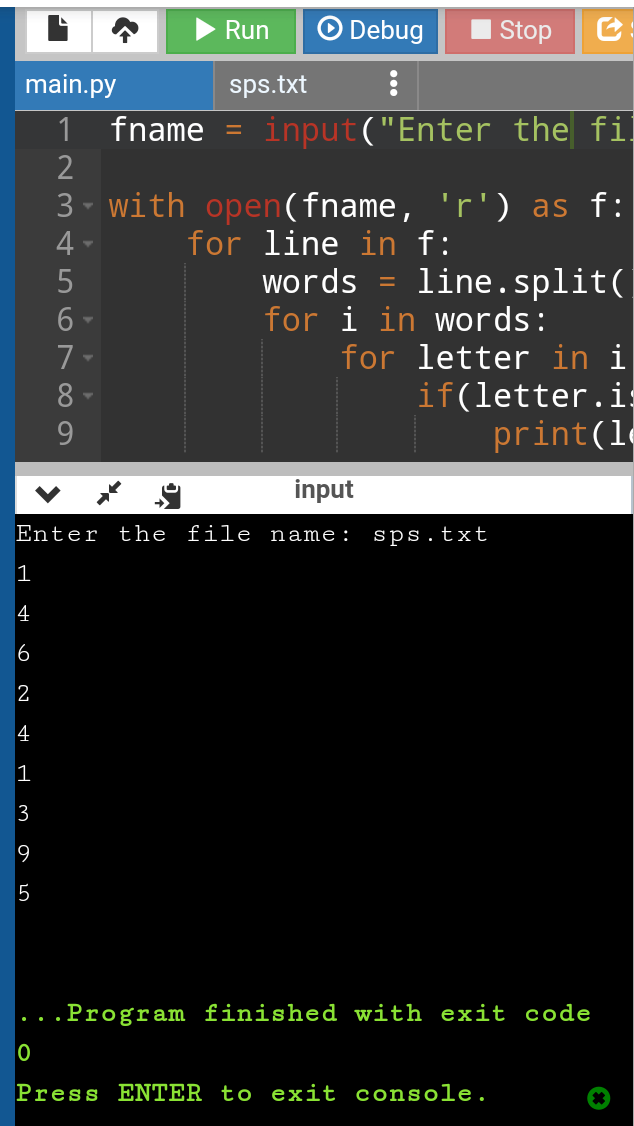 Run Debug Stop
main.py sps.txt
1 fname = input("Enter the fi
2
3 with open(fname, 'r') as f:
4 for line in f:
5 words = line.split(
6 for i in words:
7 for letter in i
8 if(letter.is
9 print(le
input
Enter the file name: sps.txt
1
4
6
2
4
1
3
9
5
...Program finished with exit code
0
Press ENTER to exit console.